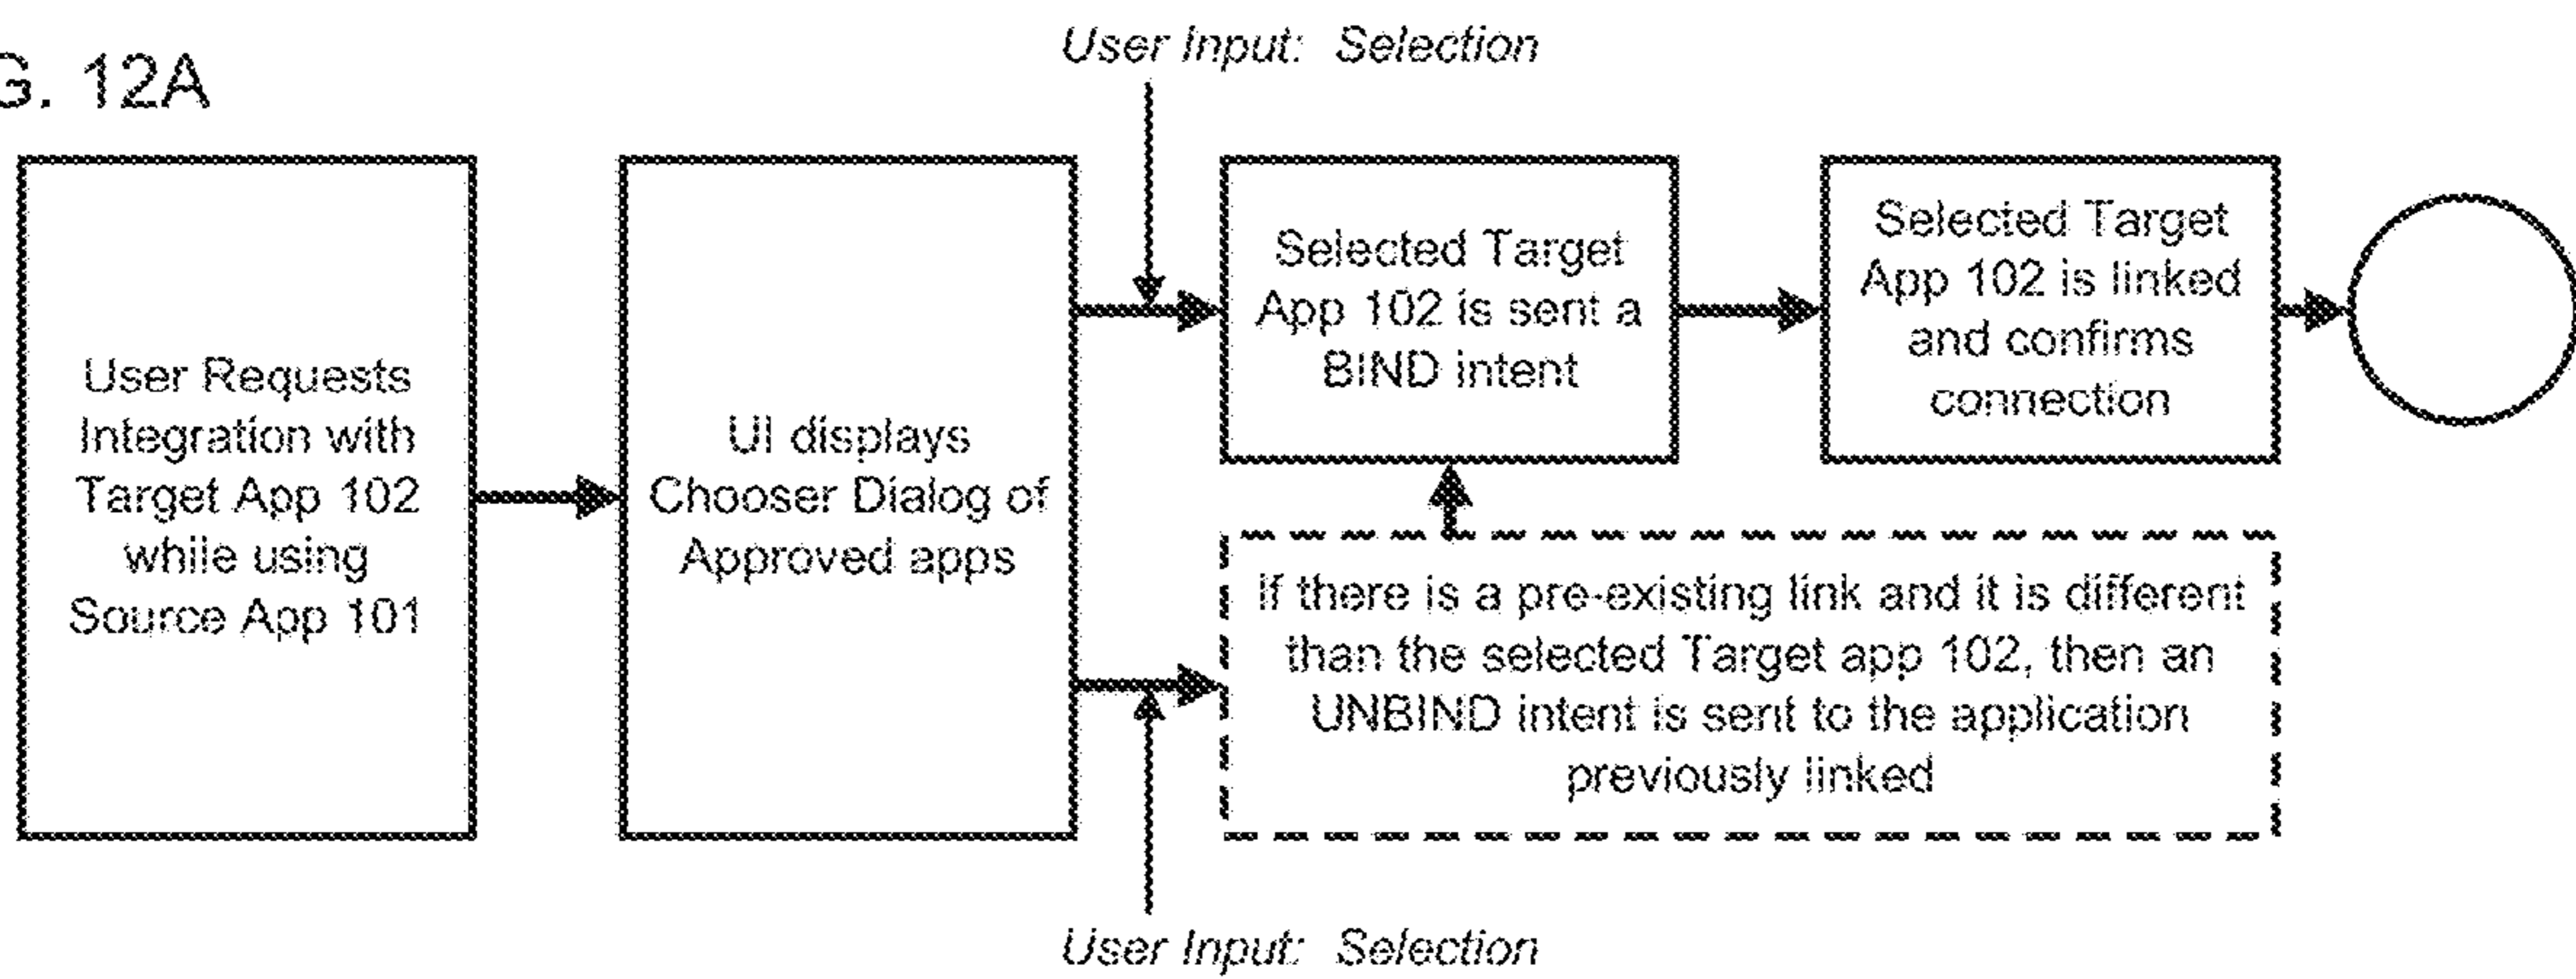 G. 12A
User Input: Selection
User Requests
Integration with
Target App 102
while using
Source App 101
UI displays
Chooser Dialog of
Approved apps
Selected Target
App 102 is sent a
BIND intent
Selected Target
App 102 is linked
and confirms
connection
If there is a pre-existing link and it is different
than the selected Target app 102, then an
UNBIND intent is sent to the application
previously linked
User Input: Selection